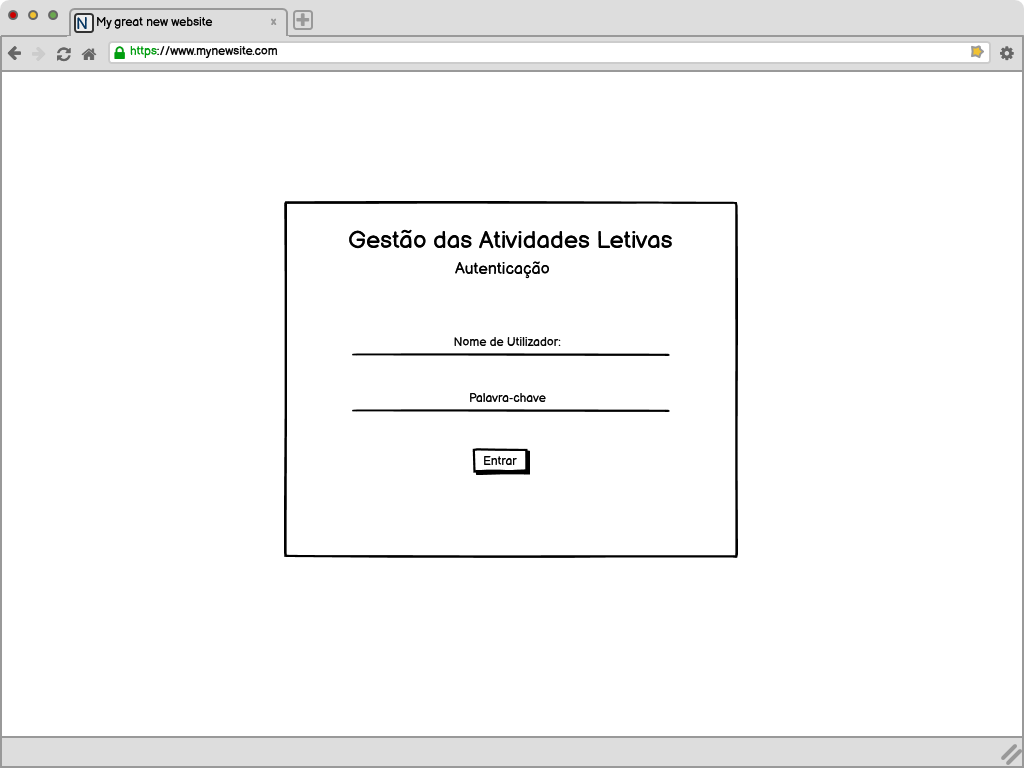 N My great new website x
https://www.mynewsite.com
Gestão das Atividades Letivas
Autenticação
Nome de Utilizador:
Palavra-chave
Entrar